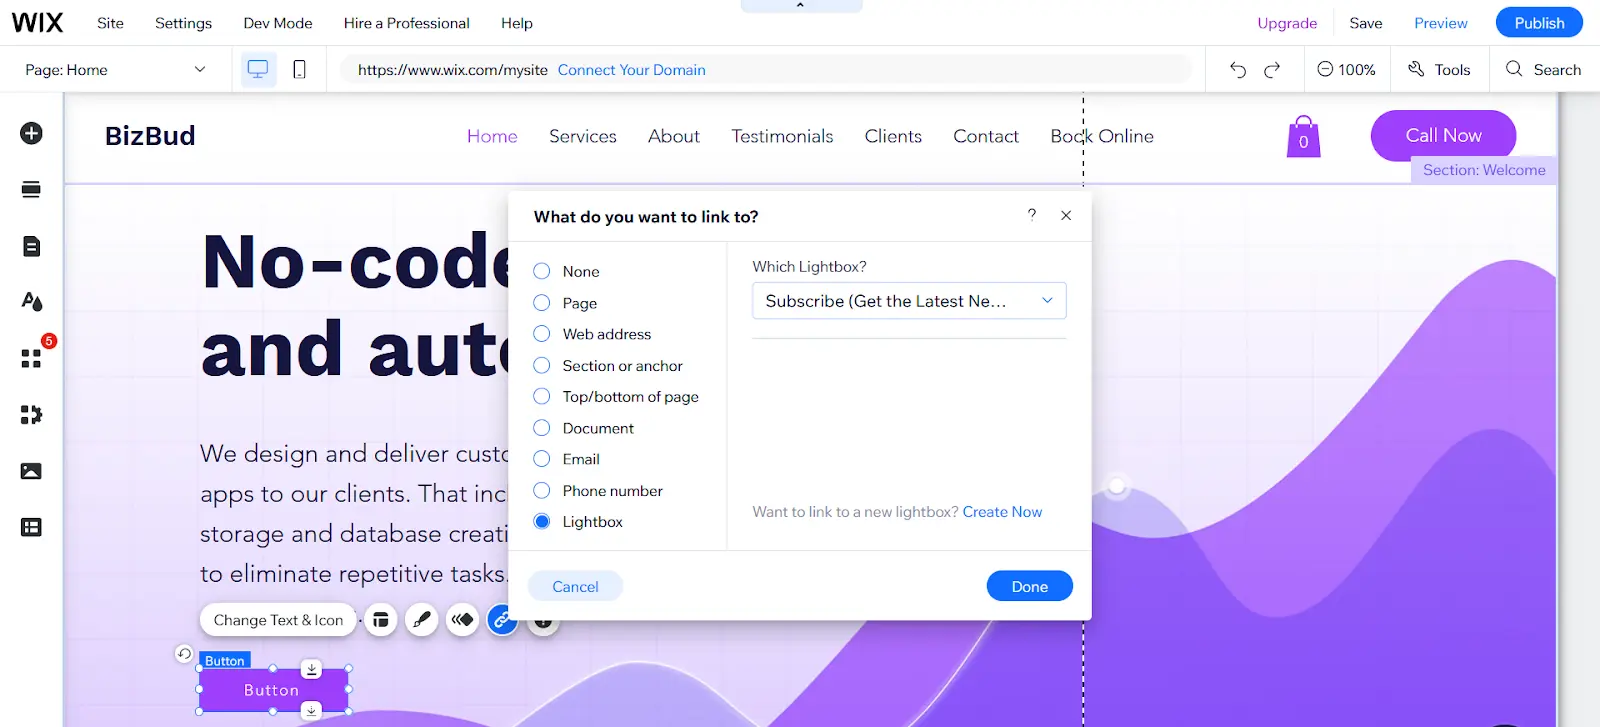 WIX Site Settings Dev Mode Hire a Professional Help Upgrade Save Preview Publish
Page: Home https://www.wix.com/mysite Connect Your Domain 100% Tools Search
BizBud Home Services About Testimonials Clients Contact Book Online 0 Call Now
Section: Welcome
What do you want to link to? ?
No-code
and auto
None
Page
Web address
Section or anchor
Top/bottom of page
Document
Email
Phone number
Lightbox
Which Lightbox?
Subscribe (Get the Latest Ne...
Want to link to a new lightbox? Create Now
Cancel Done
5
We design and deliver custo
apps to our clients. That incl
storage and database creati
to eliminate repetitive tasks.
Change Text & Icon
Button
Button